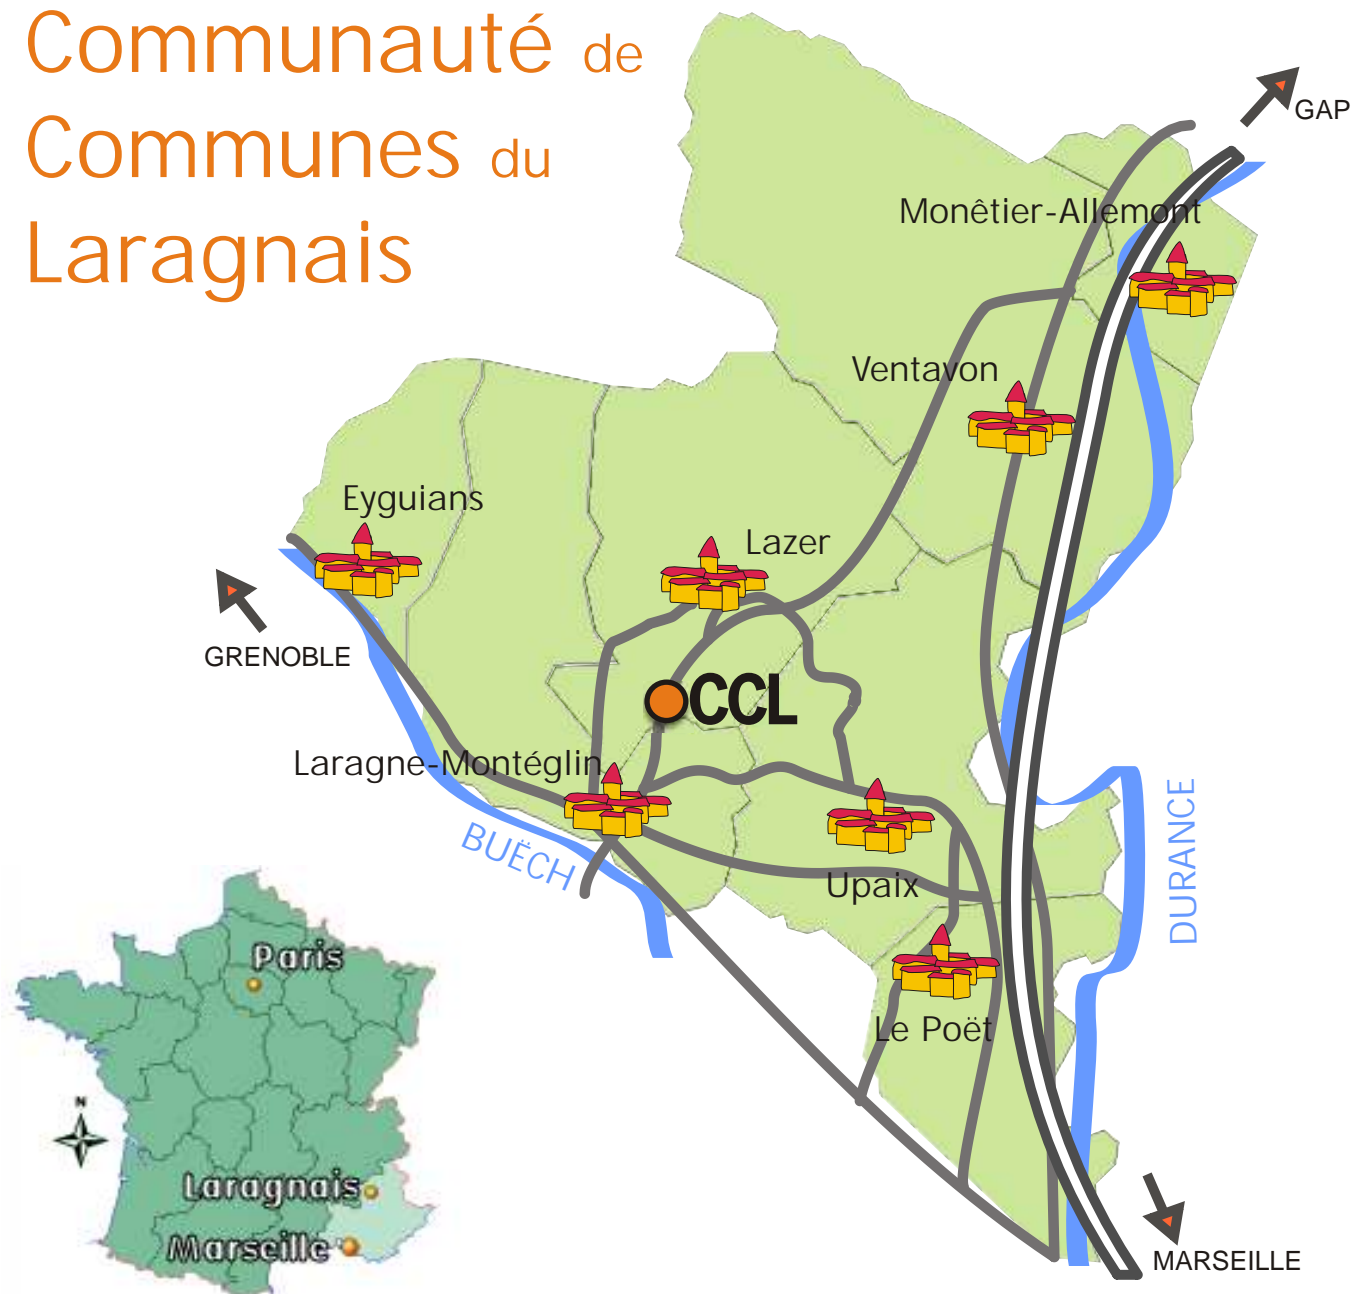 Communauté de
Communes du
Laragnais
GAP
Monêtier-Allemont
Ventavon
Eyguians
Lazer
GRENOBLE
CCL
Laragne-Montéglin
BUËCH
DURANCE
Upaix
Le Poët
MARSEILLE
Paris
N
Laragnais
Marseille